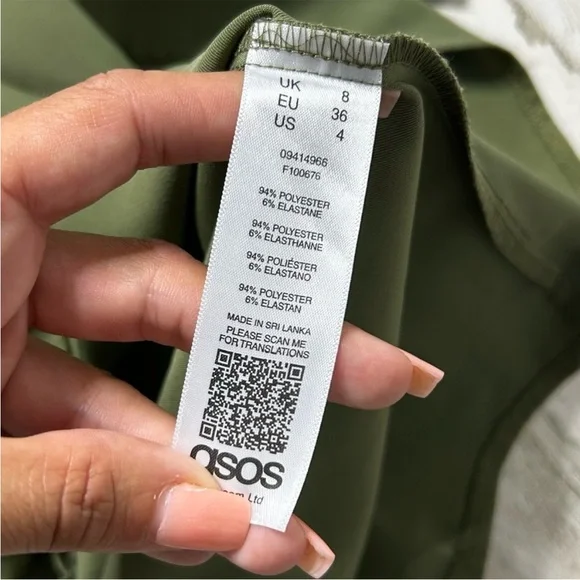 UK 8
EU 36
US 4
09414966
F100676
94% POLYESTER
6% ELASTANE
94% POLYESTER
6% ELASTHANNE
94% POLIÉSTER
6% ELASTANO
94% POLYESTER
6% ELASTAN
MADE IN SRI LANKA
PLEASE SCAN ME
FOR TRANSLATIONS
asos
Ltd